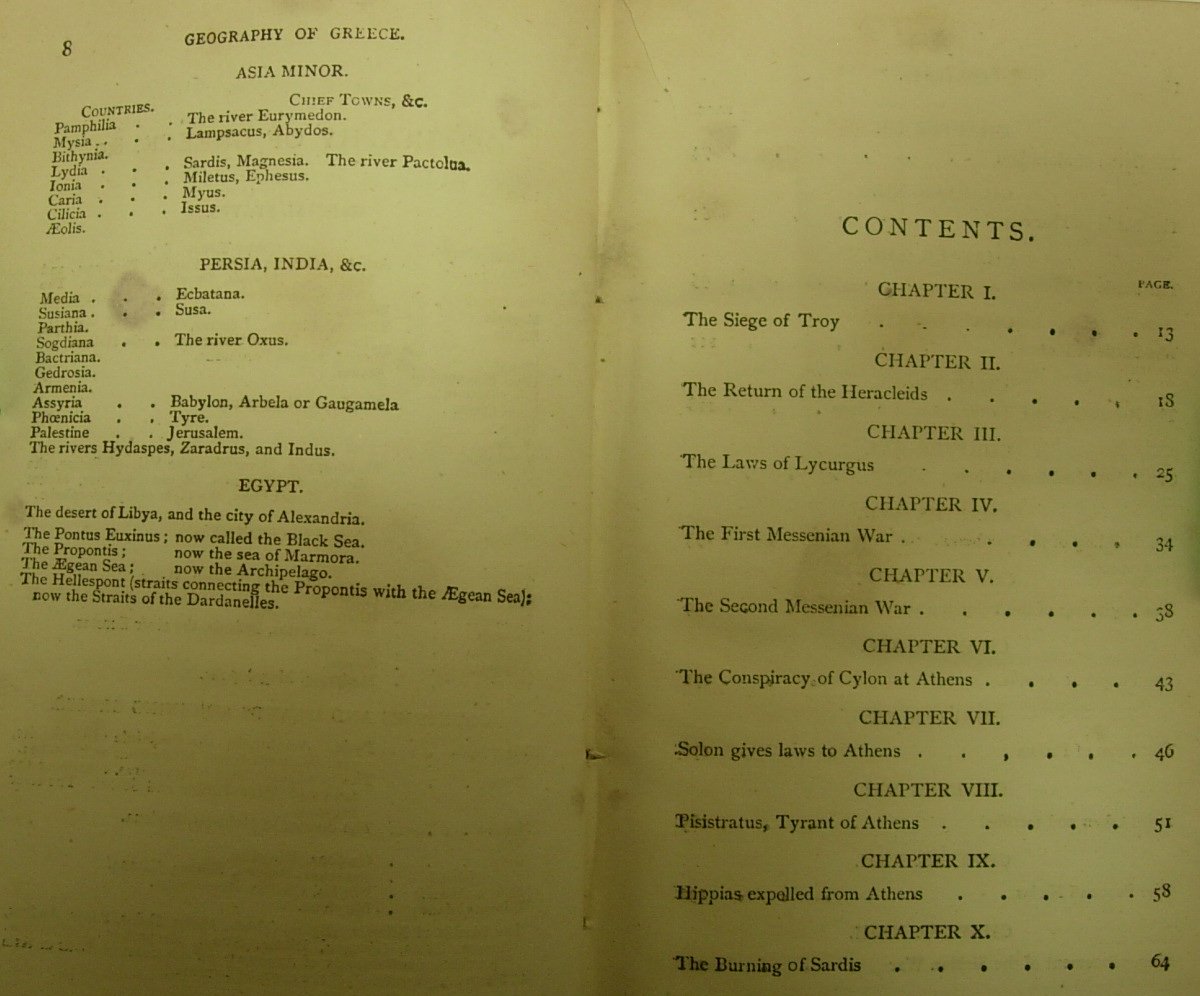 8
GEOGRAPHY OF GREECE.
ASIA MINOR.
COUNTRIES. CHIEF TOWNS, &c.
Pamphilia . . The river Eurymedon.
Mysia . . . . Lampsacus, Abydos.
Bithynia.
Lydia . . . Sardis, Magnesia. The river Pactolua.
Ionia . . . Miletus, Ephesus.
Caria . . . Myus.
Cilicia . . . Issus.
Æolis.
PERSIA, INDIA, &c.
Media . . . Ecbatana.
Susiana . . . Susa.
Parthia.
Sogdiana . . The river Oxus.
Bactriana.
Gedrosia.
Armenia.
Assyria . . Babylon, Arbela or Gaugamela
Phœnicia . . Tyre.
Palestine . . Jerusalem.
The rivers Hydaspes, Zaradrus, and Indus.
EGYPT.
The desert of Libya, and the city of Alexandria.
The Pontus Euxinus; now called the Black Sea.
The Propontis; now the sea of Marmora.
The Ægean Sea; now the Archipelago.
The Hellespont (straits connecting the Propontis with the Ægean Sea);
now the Straits of the Dardanelles.
CONTENTS.
PAGE.
CHAPTER I.
The Siege of Troy . . . . . . . 13
CHAPTER II.
The Return of the Heracleids . . . . . 18
CHAPTER III.
The Laws of Lycurgus . . . . . . 25
CHAPTER IV.
The First Messenian War . . . . . 34
CHAPTER V.
The Second Messenian War . . . . . . 38
CHAPTER VI.
The Conspiracy of Cylon at Athens . . . . 43
CHAPTER VII.
Solon gives laws to Athens . . . . . . 46
CHAPTER VIII.
Pisistratus, Tyrant of Athens . . . . . 51
CHAPTER IX.
Hippias expelled from Athens . . . . . 58
CHAPTER X.
The Burning of Sardis . . . . . . 64